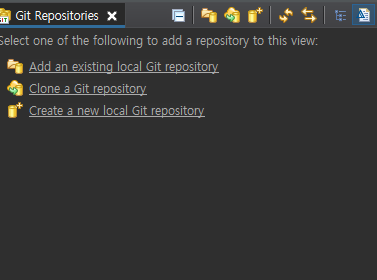 Git Repositories
Select one of the following to add a repository to this view:
Add an existing local Git repository
Clone a Git repository
Create a new local Git repository